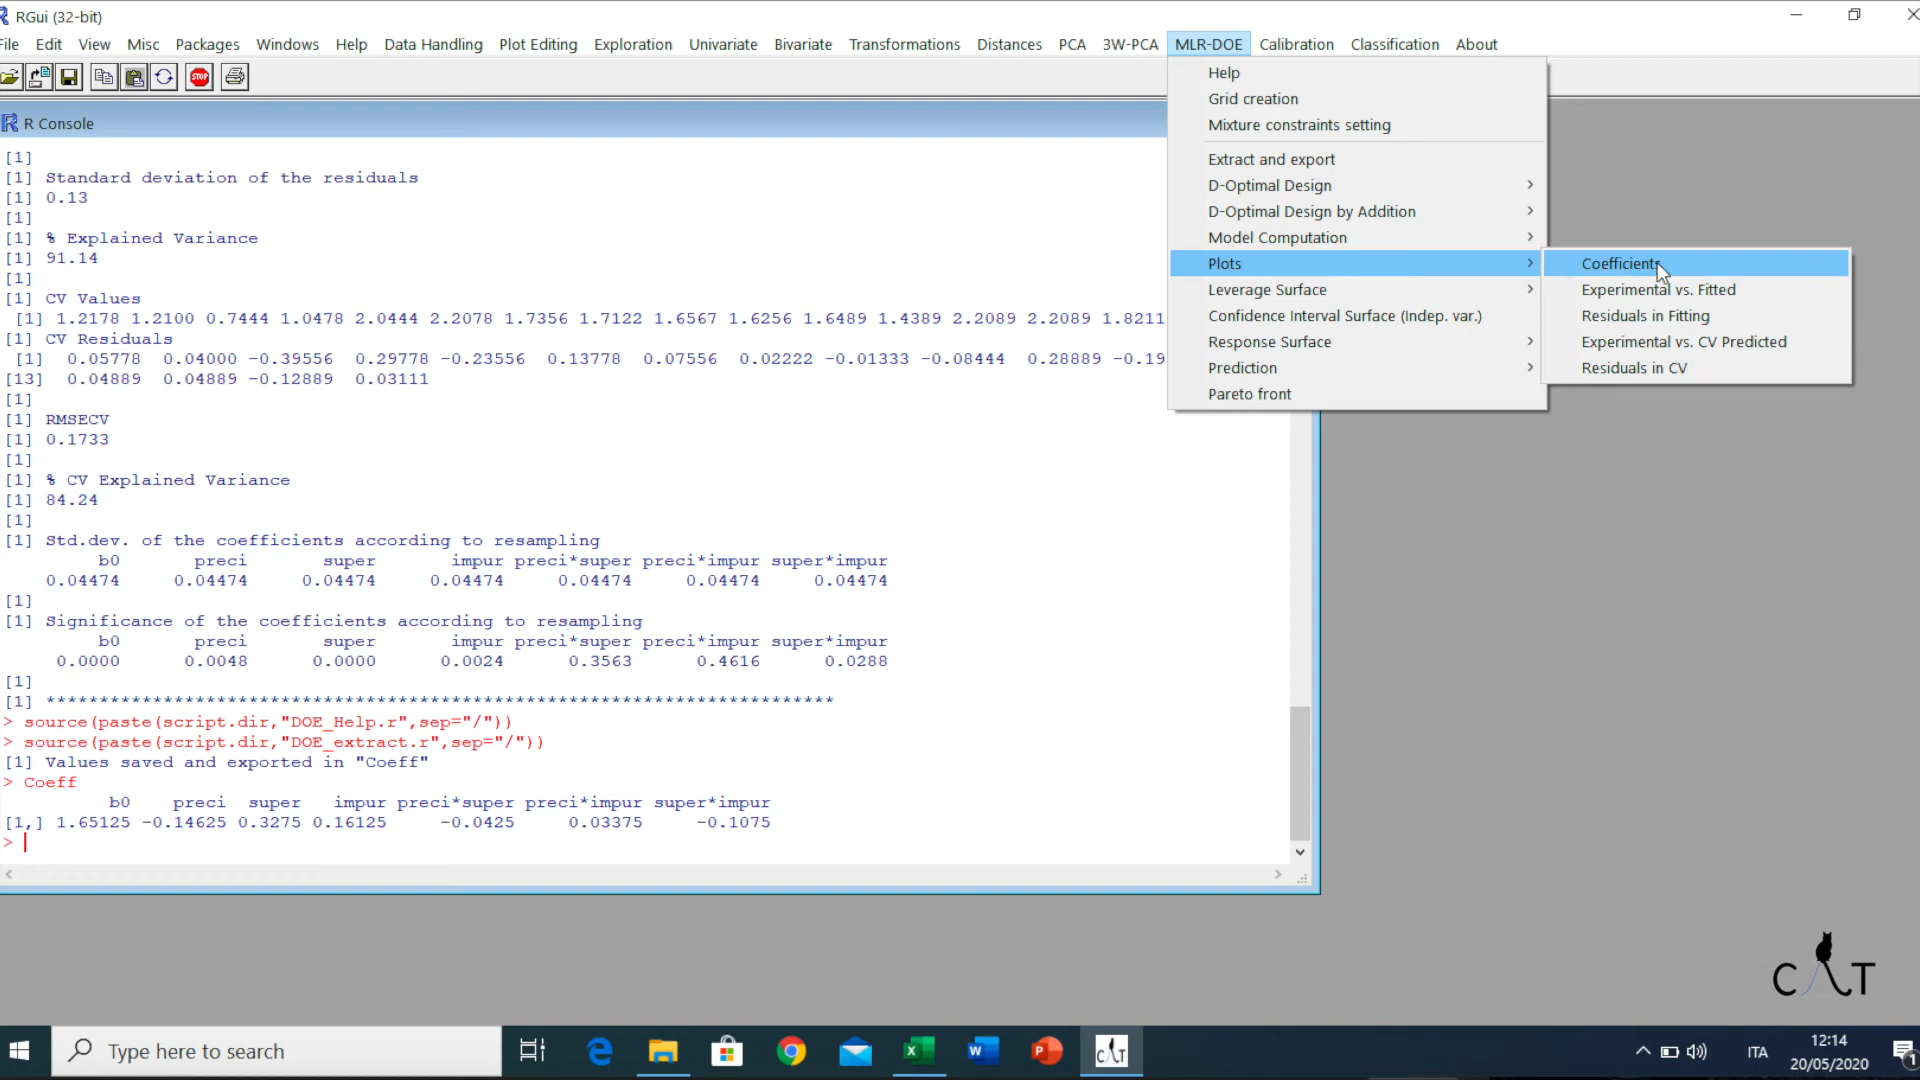 RGui (32-bit)
File Edit View Misc Packages Windows Help Data Handling Plot Editing Exploration Univariate Bivariate Transformations Distances PCA 3W-PCA MLR-DOE Calibration Classification About
STOP
R Console
[1]
[1] Standard deviation of the residuals
[1] 0.13
[1]
[1] % Explained Variance
[1] 91.14
[1]
[1] CV Values
[1] 1.2178 1.2100 0.7444 1.0478 2.0444 2.2078 1.7356 1.7122 1.6567 1.6256 1.6489 1.4389 2.2089 2.2089 1.8211
[1] CV Residuals
[1] 0.05778 0.04000 -0.39556 0.29778 -0.23556 0.13778 0.07556 0.02222 -0.01333 -0.08444 0.28889 -0.19
[13] 0.04889 0.04889 -0.12889 0.03111
[1]
[1] RMSECV
[1] 0.1733
[1]
[1] % CV Explained Variance
[1] 84.24
[1]
[1] Std.dev. of the coefficients according to resampling
b0 preci super impur preci*super preci*impur super*impur
0.04474 0.04474 0.04474 0.04474 0.04474 0.04474 0.04474
[1]
[1] Significance of the coefficients according to resampling
b0 preci super impur preci*super preci*impur super*impur
0.0000 0.0048 0.0000 0.0024 0.3563 0.4616 0.0288
[1]
[1] **************************************************************************
> source(paste(script.dir,"DOE_Help.r",sep="/"))
> source(paste(script.dir,"DOE_extract.r",sep="/"))
[1] Values saved and exported in "Coeff"
> Coeff
b0 preci super impur preci*super preci*impur super*impur
[1,] 1.65125 -0.14625 0.3275 0.16125 -0.0425 0.03375 -0.1075
>
Help
Grid creation
Mixture constraints setting
Extract and export
D-Optimal Design
D-Optimal Design by Addition
Model Computation
Plots
Leverage Surface
Confidence Interval Surface (Indep. var.)
Response Surface
Prediction
Pareto front
Coefficients
Experimental vs. Fitted
Residuals in Fitting
Experimental vs. CV Predicted
Residuals in CV
CAT
Type here to search
ITA
12:14
20/05/2020
1